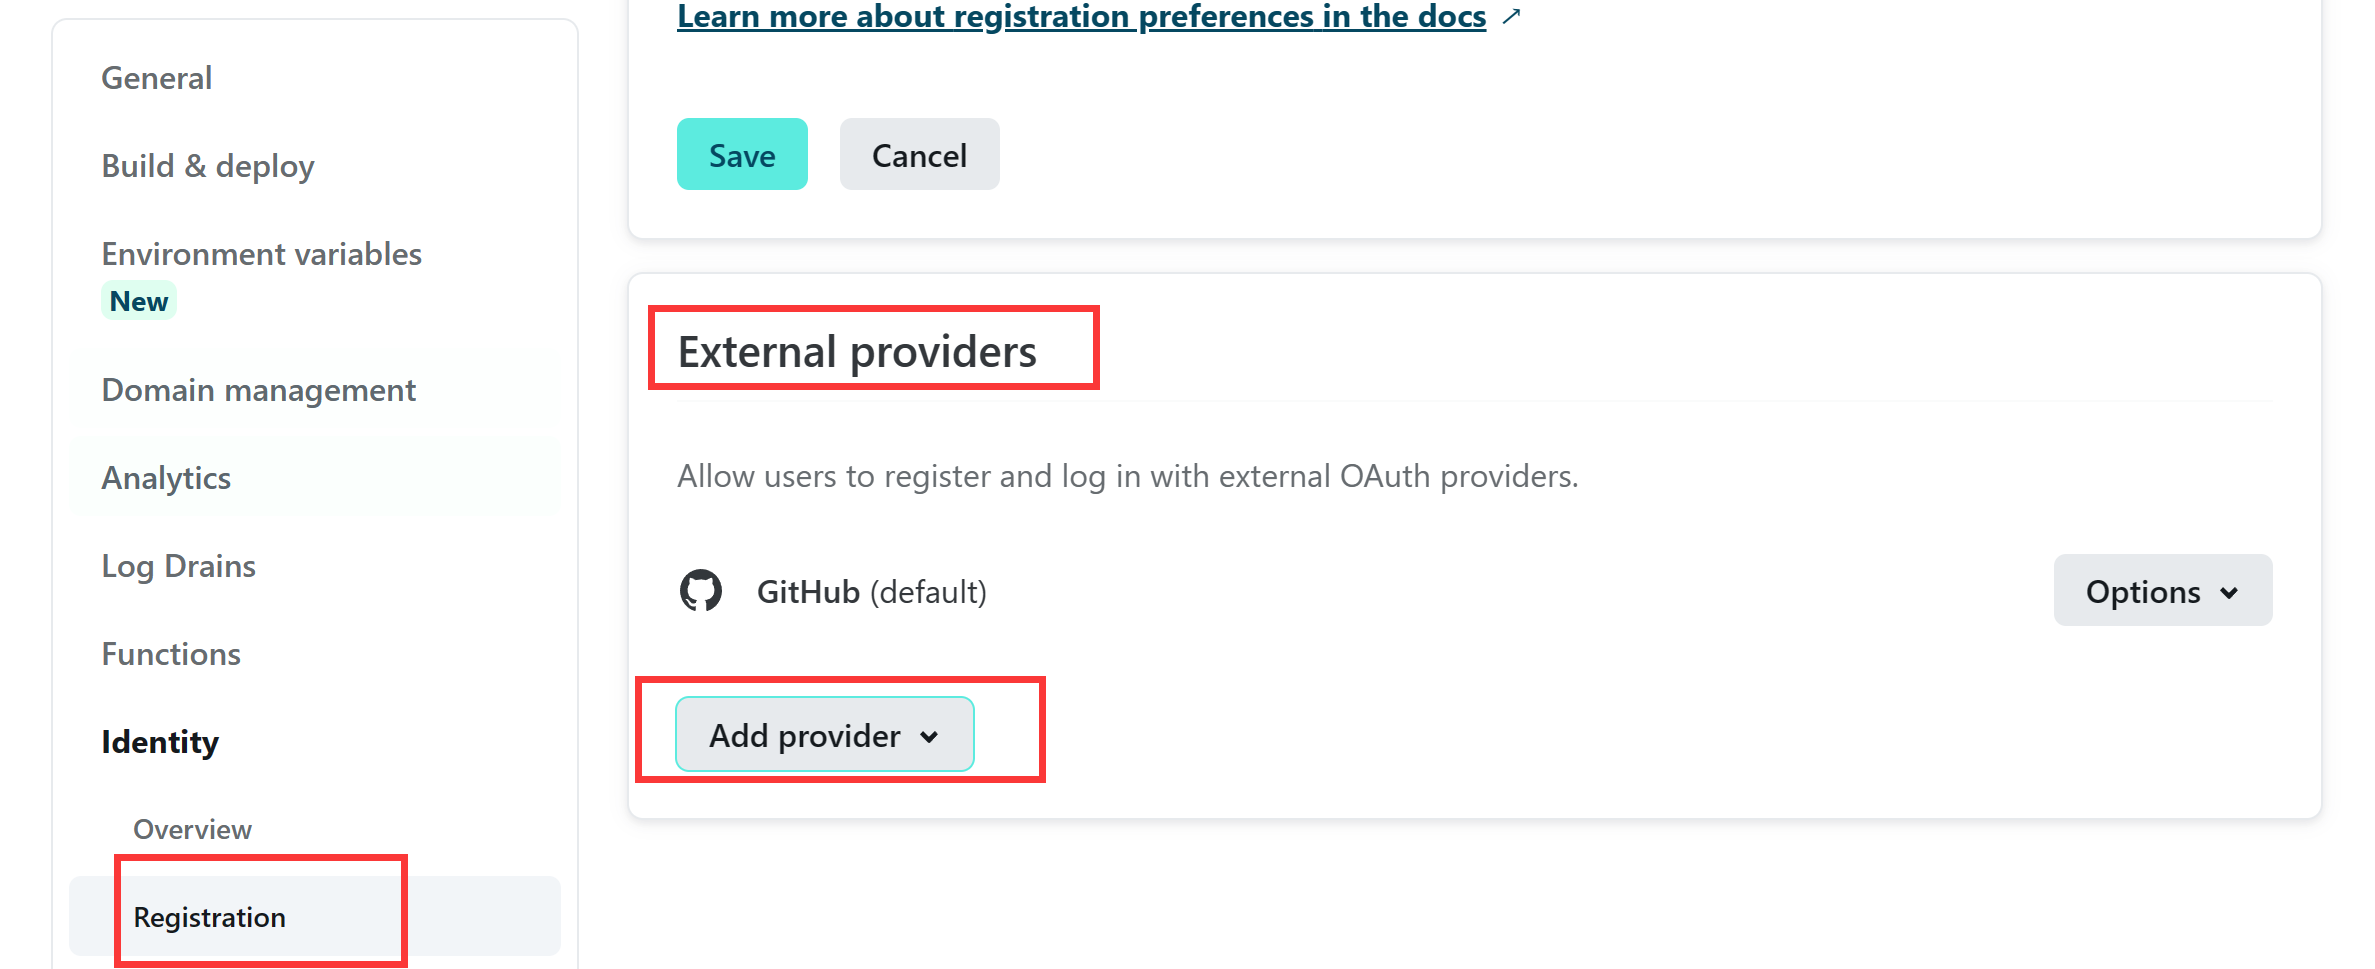 General
Build & deploy
Environment variables
New
Domain management
Analytics
Log Drains
Functions
Identity
Overview
Registration
Learn more about registration preferences in the docs ↗
Save
Cancel
External providers
Allow users to register and log in with external OAuth providers.
GitHub (default)
Options
Add provider